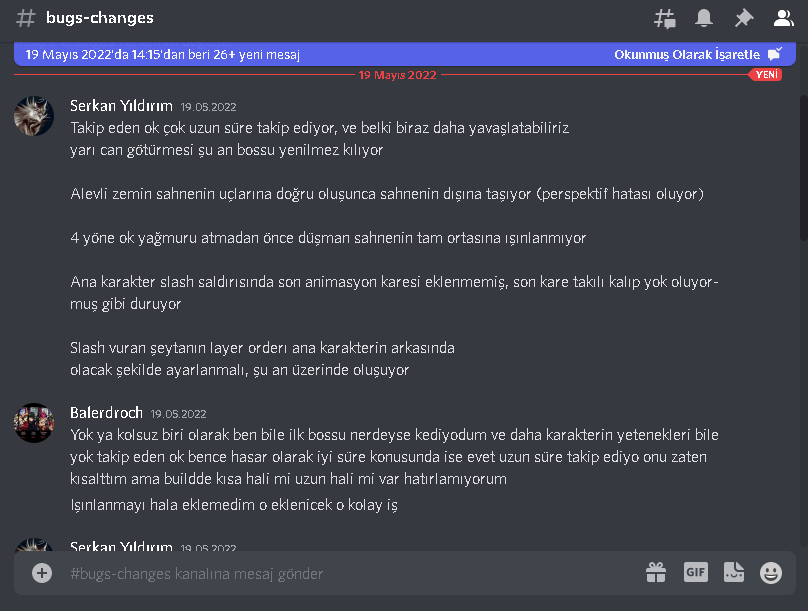 bugs-changes
19 Mayıs 2022'da 14:15'dan beri 26+ yeni mesaj
Okunmuş Olarak İşaretle
19 Mayıs 2022
YENİ
Serkan Yıldırım 19.05.2022
Takip eden ok çok uzun süre takip ediyor, ve belki biraz daha yavaşlatabiliriz
yarı can götürmesi şu an bossu yenilmez kılıyor
Alevli zemin sahnenin uçlarına doğru oluşunca sahnenin dışına taşıyor (perspektif hatası oluyor)
4 yöne ok yağmuru atmadan önce düşman sahnenin tam ortasına ışınlanmıyor
Ana karakter slash saldırısında son animasyon karesi eklenmemiş, son kare takılı kalıp yok oluyor-
muş gibi duruyor
Slash vuran şeytanın layer orderı ana karakterin arkasında
olacak şekilde ayarlanmalı, şu an üzerinde oluşuyor
Balerdroch 19.05.2022
Yok ya kolsuz biri olarak ben bile ilk bossu nerdeyse kediyodum ve daha karakterin yetenekleri bile
yok takip eden ok bence hasar olarak iyi süre konusunda ise evet uzun süre takip ediyo onu zaten
kısalttım ama buildde kısa hali mi uzun hali mi var hatırlamıyorum
Işınlanmayı hala eklemedim o eklenicek o kolay iş
Serkan Yıldırım 19.05.2022
#bugs-changes kanalına mesaj gönder
GIF